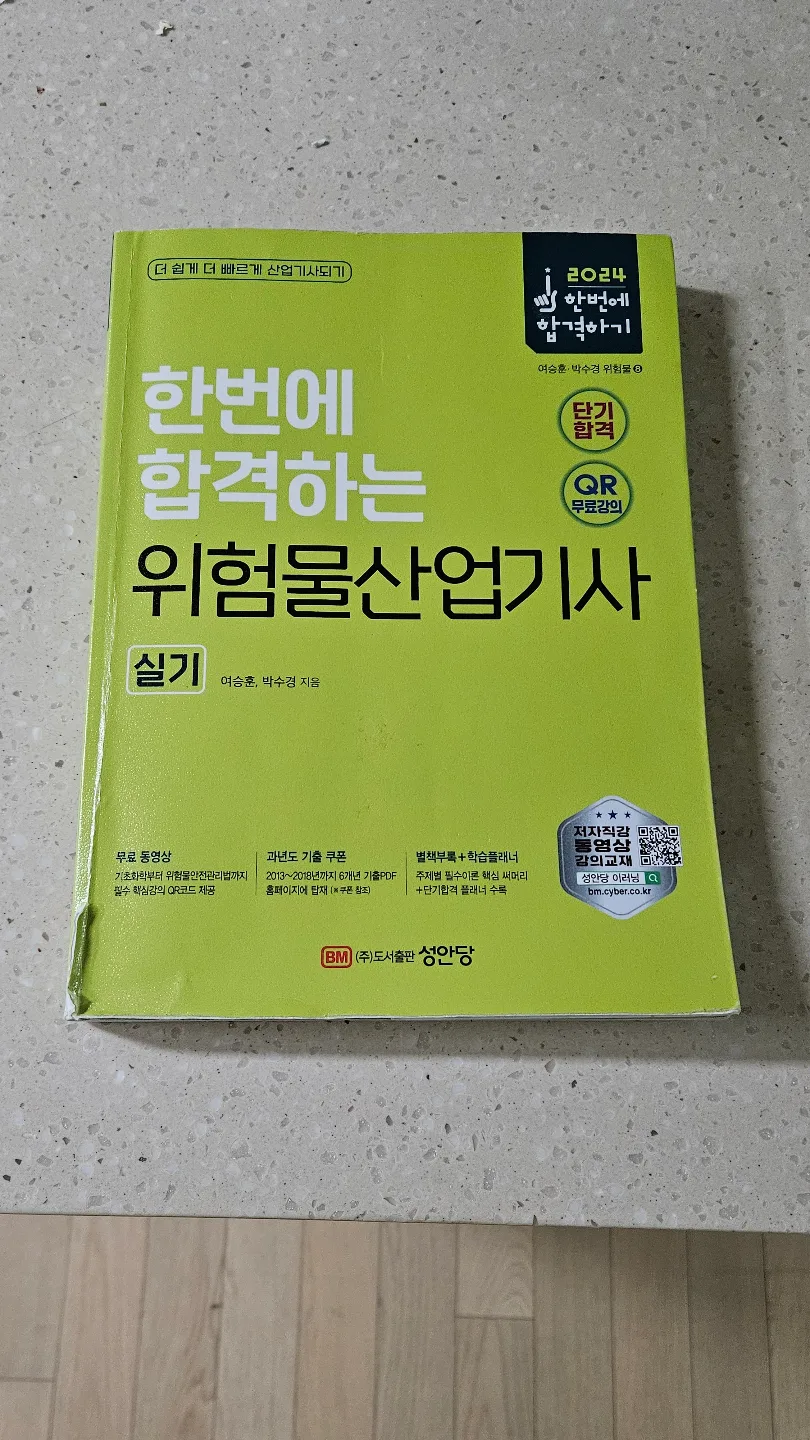 더 쉽게 더 빠르게 산업기사되기
2024
한번에
합격하기
여승훈·박수경 위험물 8
한번에
합격하는
위험물산업기사
단기
합격
QR
무료강의
실기
여승훈, 박수경 지음
무료 동영상
기초화학부터 위험물안전관리법까지
필수 핵심강의 QR코드 제공
과년도 기출 쿠폰
2013~2018년까지 6개년 기출PDF
홈페이지에 탑재 (※ 쿠폰 참조)
별책부록+학습플래너
주제별 필수이론 핵심 써머리
+단기합격 플래너 수록
저자직강
동영상
강의교재
성안당 이러닝
bm.cyber.co.kr
BM (주)도서출판 성안당